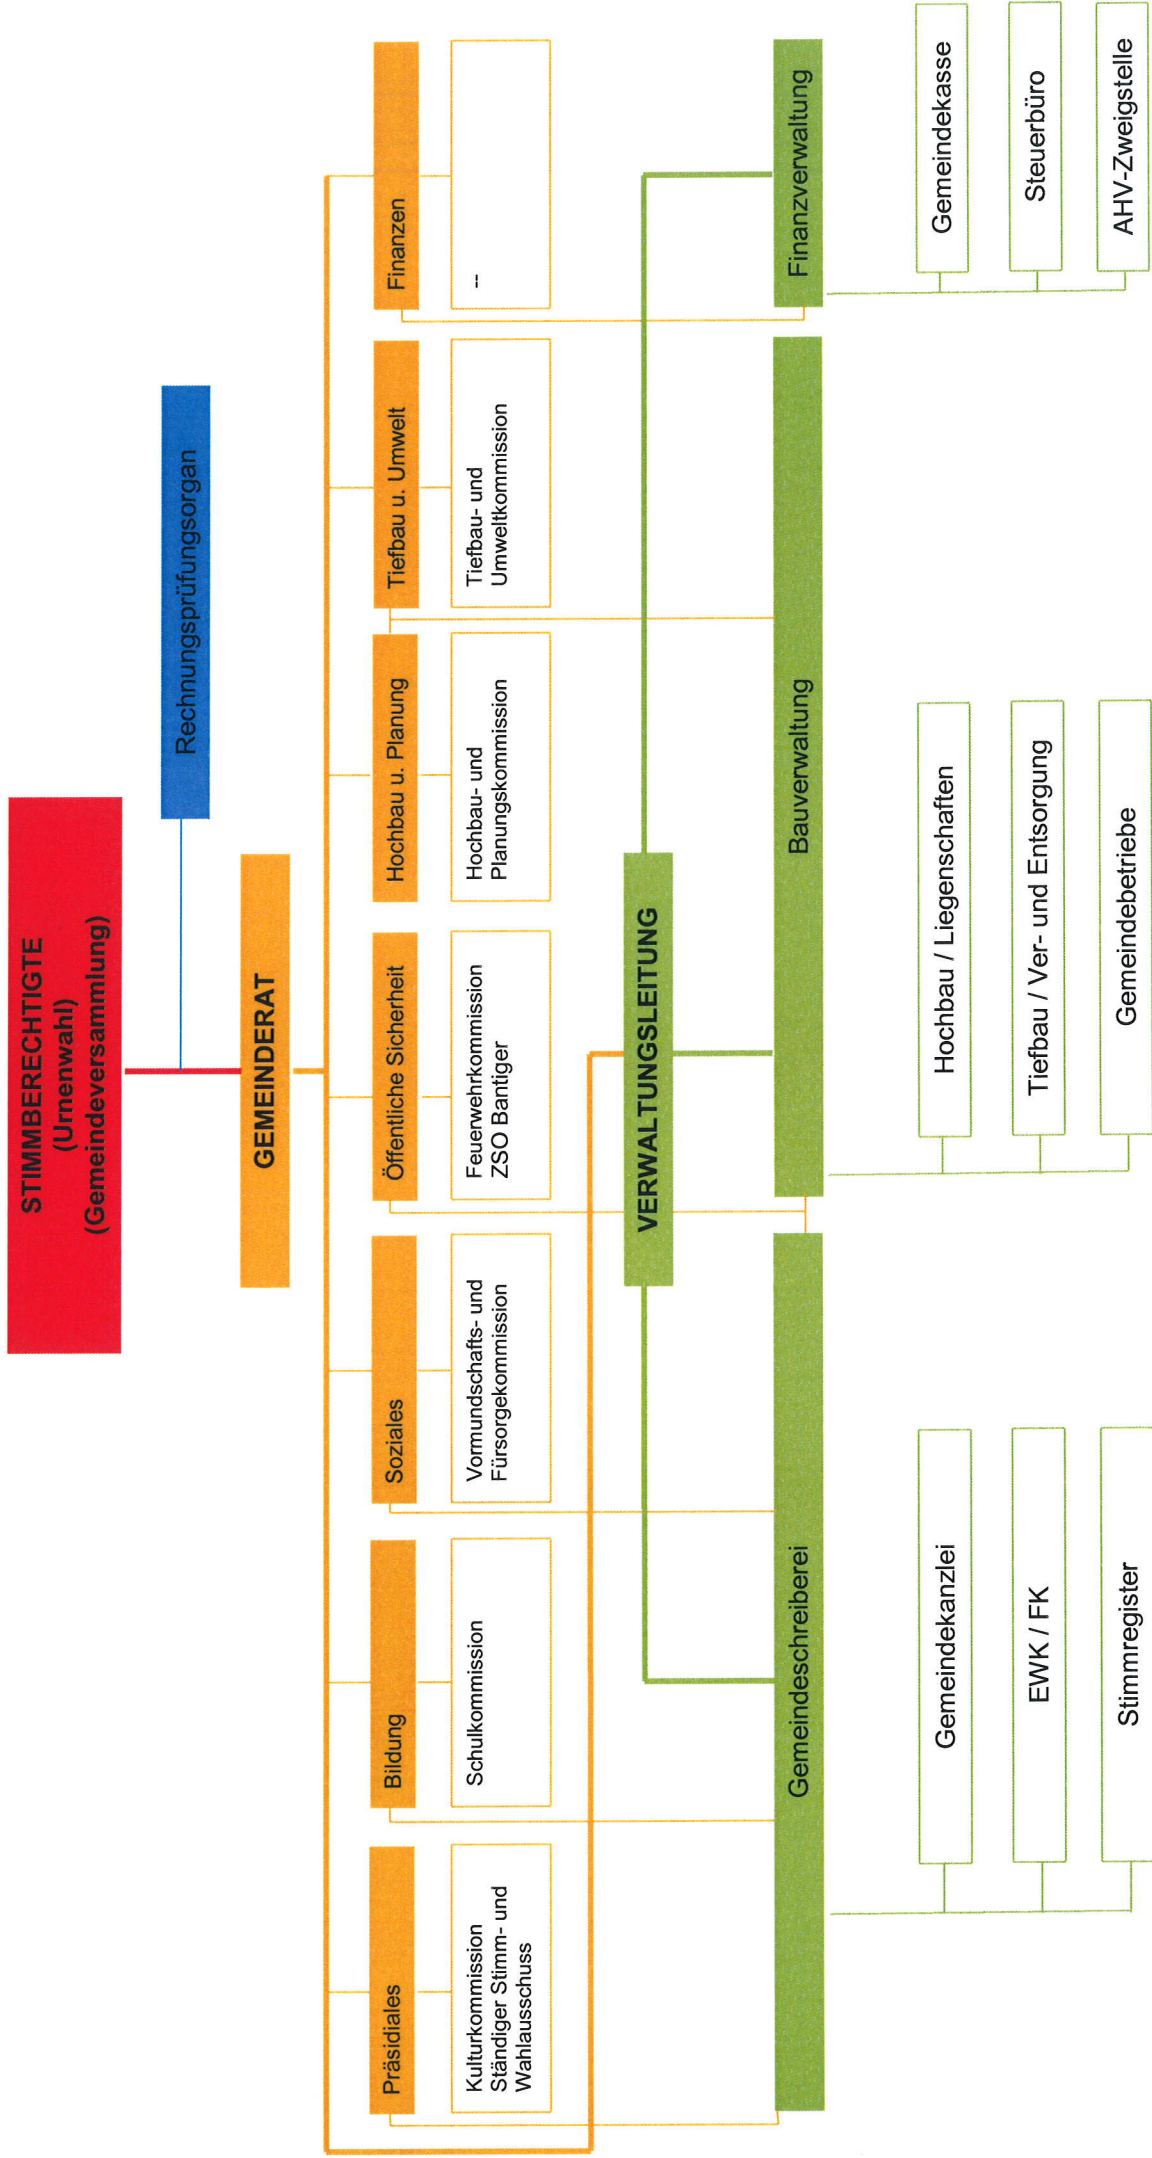 STIMMBERECHTIGTE
(Urnenwahl)
(Gemeindeversammlung)
Rechnungsprüfungsorgan
GEMEINDERAT
Präsidiales
Bildung
Soziales
Öffentliche Sicherheit
Hochbau u. Planung
Tiefbau u. Umwelt
Finanzen
Kulturkommission
Ständiger Stimm- und
Wahlausschuss
Schulkommission
Vormundschafts- und
Fürsorgekommission
Feuerwehrkommission
ZSO Bantiger
Hochbau- und
Planungskommission
Tiefbau- und
Umweltkommission
--
VERWALTUNGSLEITUNG
Gemeindeschreiberei
Bauverwaltung
Finanzverwaltung
Gemeindekanzlei
Hochbau / Liegenschaften
Gemeindekasse
EWK / FK
Tiefbau / Ver- und Entsorgung
Steuerbüro
Stimmregister
Gemeindebetriebe
AHV-Zweigstelle